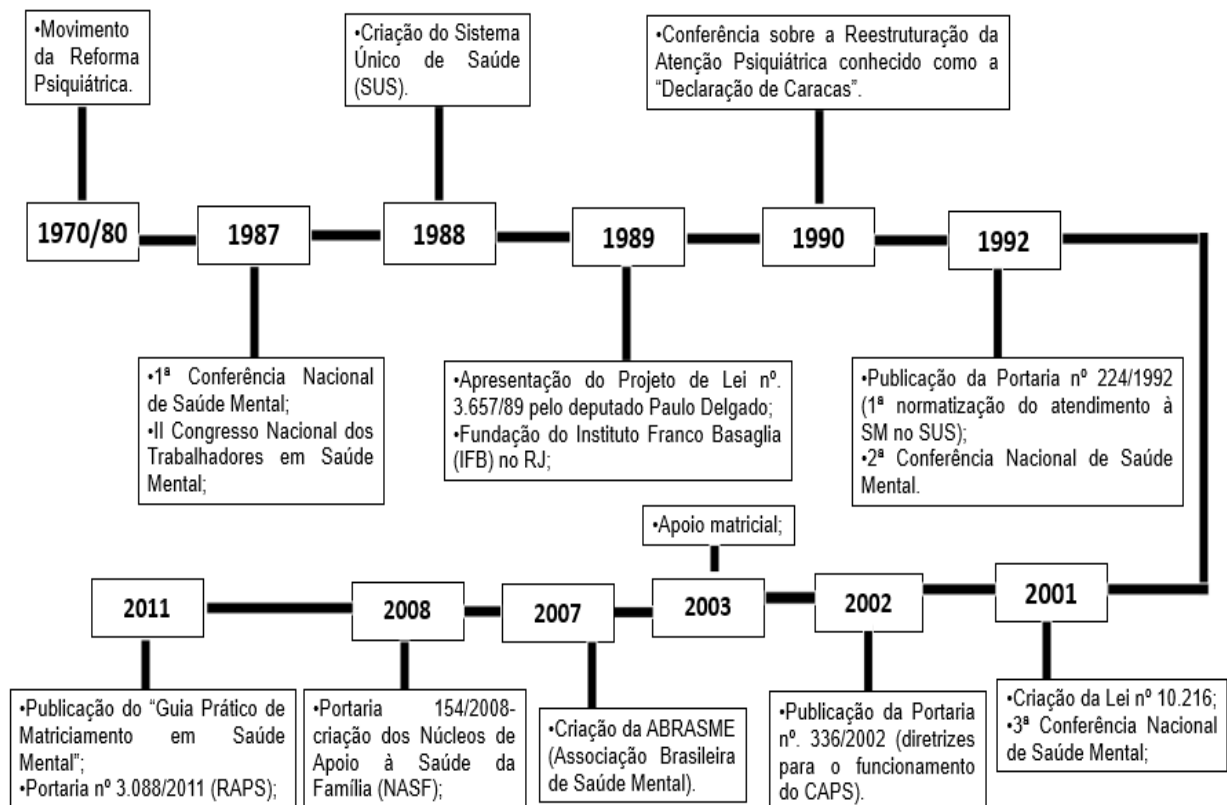 •Movimento
da Reforma
Psiquiátrica.
•Criação do Sistema
Único de Saúde
(SUS).
•Conferência sobre a Reestruturação da
Atenção Psiquiátrica conhecido como a
“Declaração de Caracas”.
1970/80
1987
1988
1989
1990
1992
•1ª Conferência Nacional
de Saúde Mental;
•II Congresso Nacional dos
Trabalhadores em Saúde
Mental;
•Apresentação do Projeto de Lei nº.
3.657/89 pelo deputado Paulo Delgado;
•Fundação do Instituto Franco Basaglia
(IFB) no RJ;
•Publicação da Portaria nº 224/1992
(1ª normatização do atendimento à
SM no SUS);
•2ª Conferência Nacional de Saúde
Mental.
•Apoio matricial;
2011
2008
2007
2003
2002
2001
•Publicação do “Guia Prático de
Matriciamento em Saúde
Mental”;
•Portaria nº 3.088/2011 (RAPS);
•Portaria 154/2008-
criação dos Núcleos de
Apoio à Saúde da
Família (NASF);
•Criação da ABRASME
(Associação Brasileira
de Saúde Mental).
•Publicação da Portaria
nº. 336/2002 (diretrizes
para o funcionamento
do CAPS).
•Criação da Lei nº 10.216;
•3ª Conferência Nacional
de Saúde Mental;